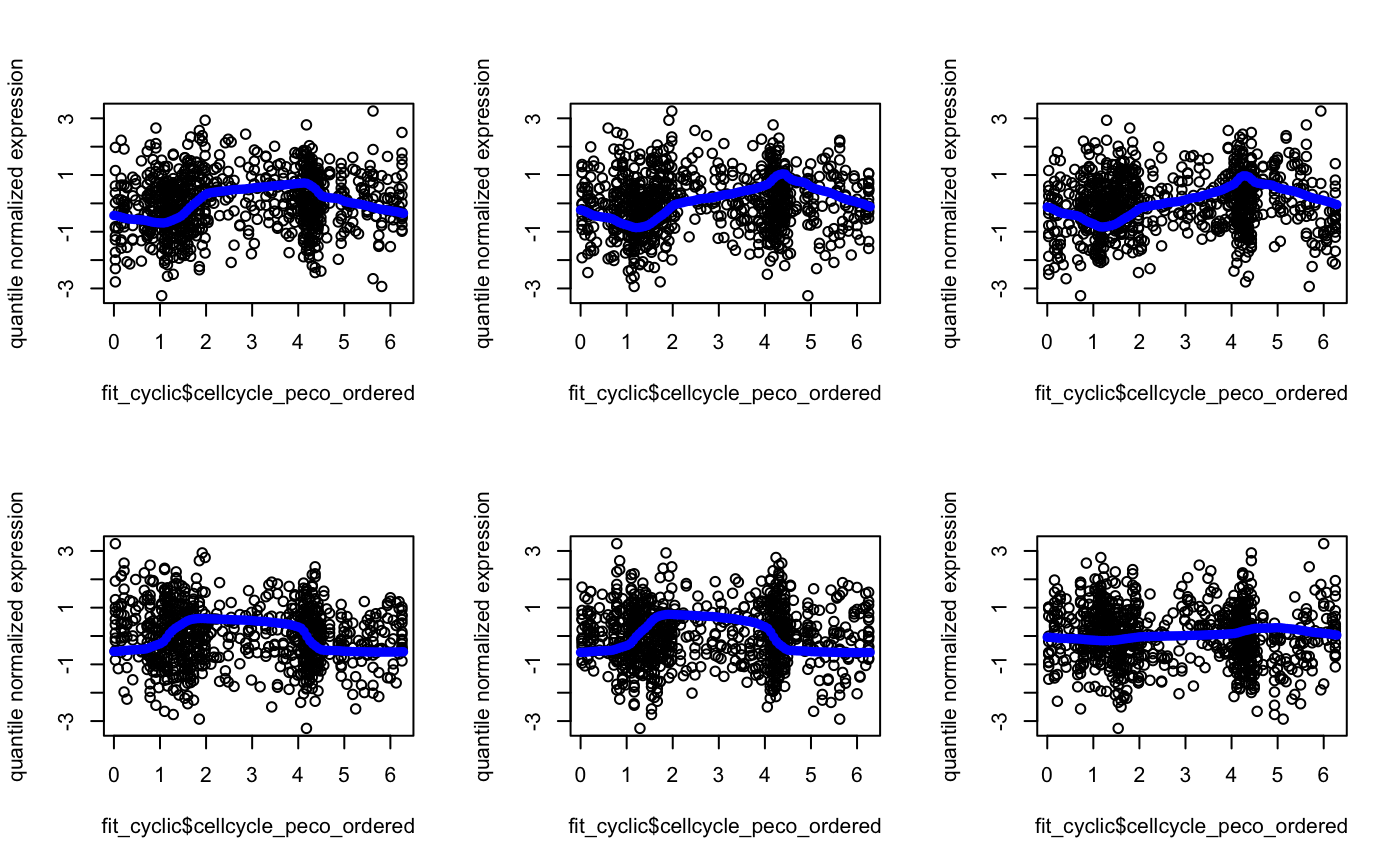 quantile normalized expression
3
1
-1
-3
0 1 2 3 4 5 6
fit_cyclic$cellcycle_peco_ordered
quantile normalized expression
3
1
-1
-3
0 1 2 3 4 5 6
fit_cyclic$cellcycle_peco_ordered
quantile normalized expression
3
1
-1
-3
0 1 2 3 4 5 6
fit_cyclic$cellcycle_peco_ordered
quantile normalized expression
3
1
-1
-3
0 1 2 3 4 5 6
fit_cyclic$cellcycle_peco_ordered
quantile normalized expression
3
1
-1
-3
0 1 2 3 4 5 6
fit_cyclic$cellcycle_peco_ordered
quantile normalized expression
3
1
-1
-3
0 1 2 3 4 5 6
fit_cyclic$cellcycle_peco_ordered